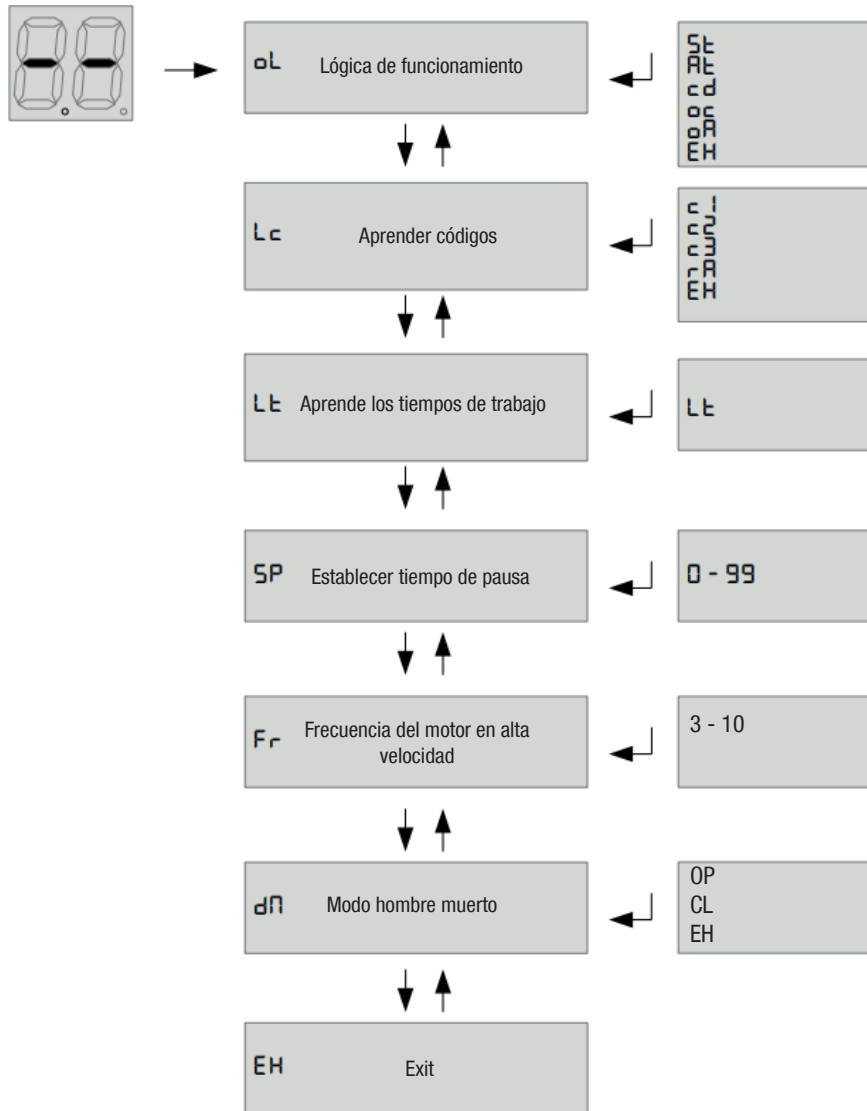 --
oL Lógica de funcionamiento
St
At
cd
oc
oA
EH
Lc Aprender códigos
c1
c2
c3
rA
EH
Lt Aprende los tiempos de trabajo
Lt
SP Establecer tiempo de pausa
0 - 99
Fr Frecuencia del motor en alta
velocidad
3 - 10
dN Modo hombre muerto
OP
CL
EH
EH Exit